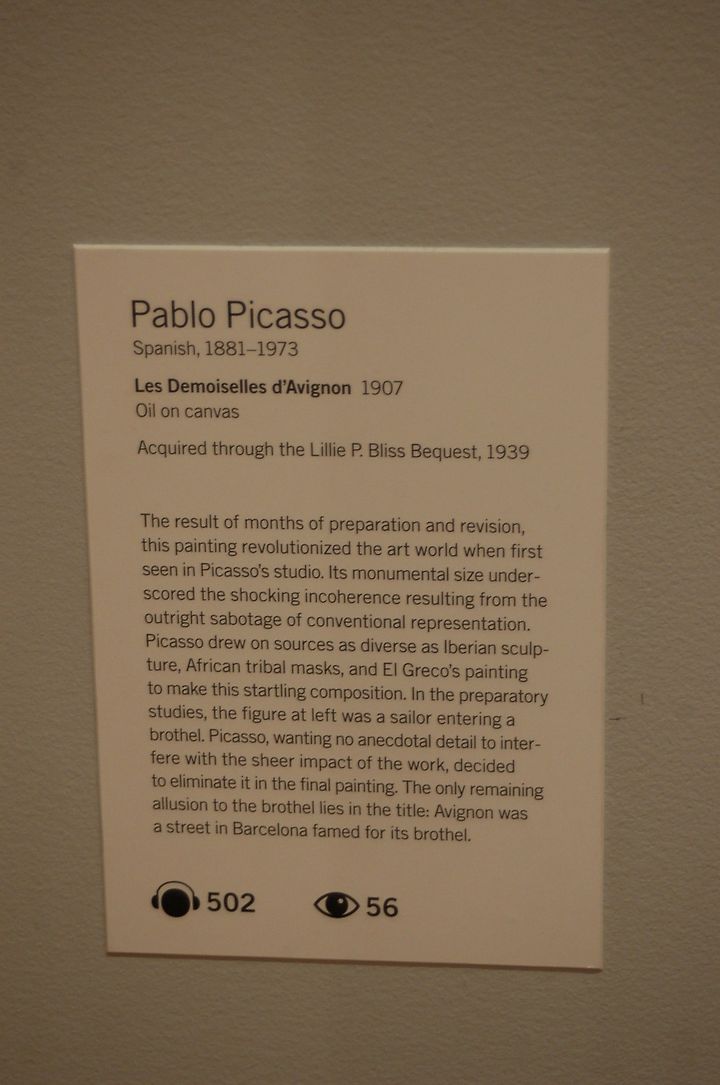 Pablo Picasso
Spanish, 1881–1973
Les Demoiselles d'Avignon 1907
Oil on canvas
Acquired through the Lillie P. Bliss Bequest, 1939
The result of months of preparation and revision,
this painting revolutionized the art world when first
seen in Picasso's studio. Its monumental size under-
scored the shocking incoherence resulting from the
outright sabotage of conventional representation.
Picasso drew on sources as diverse as Iberian sculp-
ture, African tribal masks, and El Greco's painting
to make this startling composition. In the preparatory
studies, the figure at left was a sailor entering a
brothel. Picasso, wanting no anecdotal detail to inter-
fere with the sheer impact of the work, decided
to eliminate it in the final painting. The only remaining
allusion to the brothel lies in the title: Avignon was
a street in Barcelona famed for its brothel.
502 56